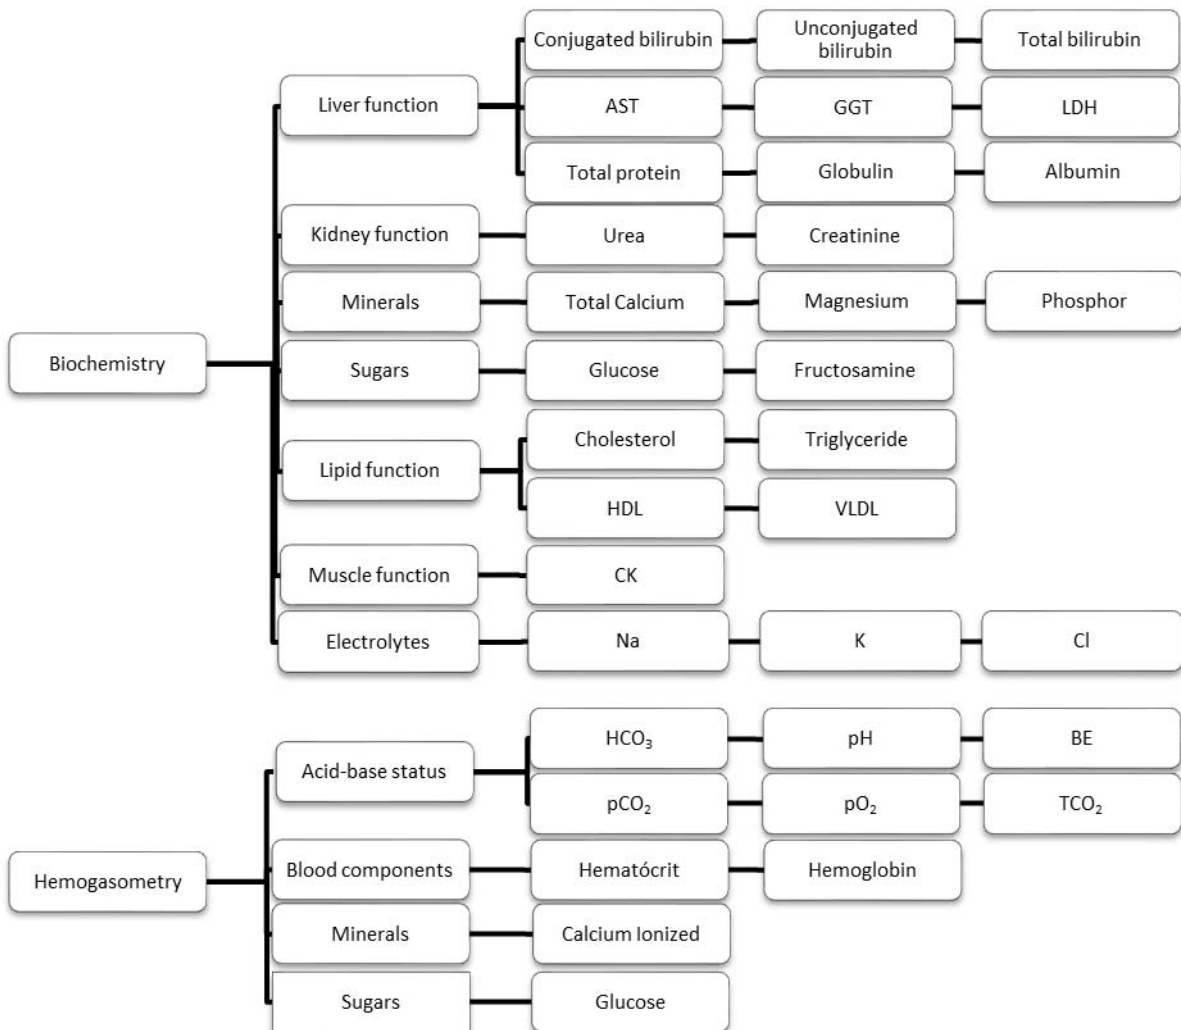 Conjugated bilirubin
Unconjugated
bilirubin
Total bilirubin
Liver function
AST
GGT
LDH
Total protein
Globulin
Albumin
Kidney function
Urea
Creatinine
Minerals
Total Calcium
Magnesium
Phosphor
Biochemistry
Sugars
Glucose
Fructosamine
Lipid function
Cholesterol
Triglyceride
HDL
VLDL
Muscle function
CK
Electrolytes
Na
K
Cl
Acid-base status
HCO₃
pH
BE
pCO₂
pO₂
TCO₂
Hemogasometry
Blood components
Hematócrit
Hemoglobin
Minerals
Calcium Ionized
Sugars
Glucose